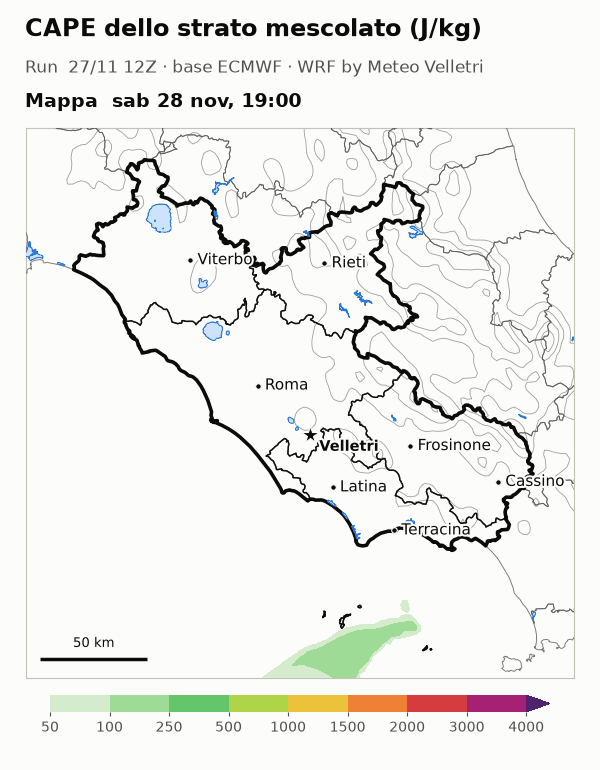 CAPE dello strato mescolato (J/kg)
Run 27/11 12Z · base ECMWF · WRF by Meteo Velletri
Mappa sab 28 nov, 19:00
Viterbo
Rieti
Roma
Velletri
Frosinone
Latina
Cassino
Terracina
50 km
50 100 250 500 1000 1500 2000 3000 4000